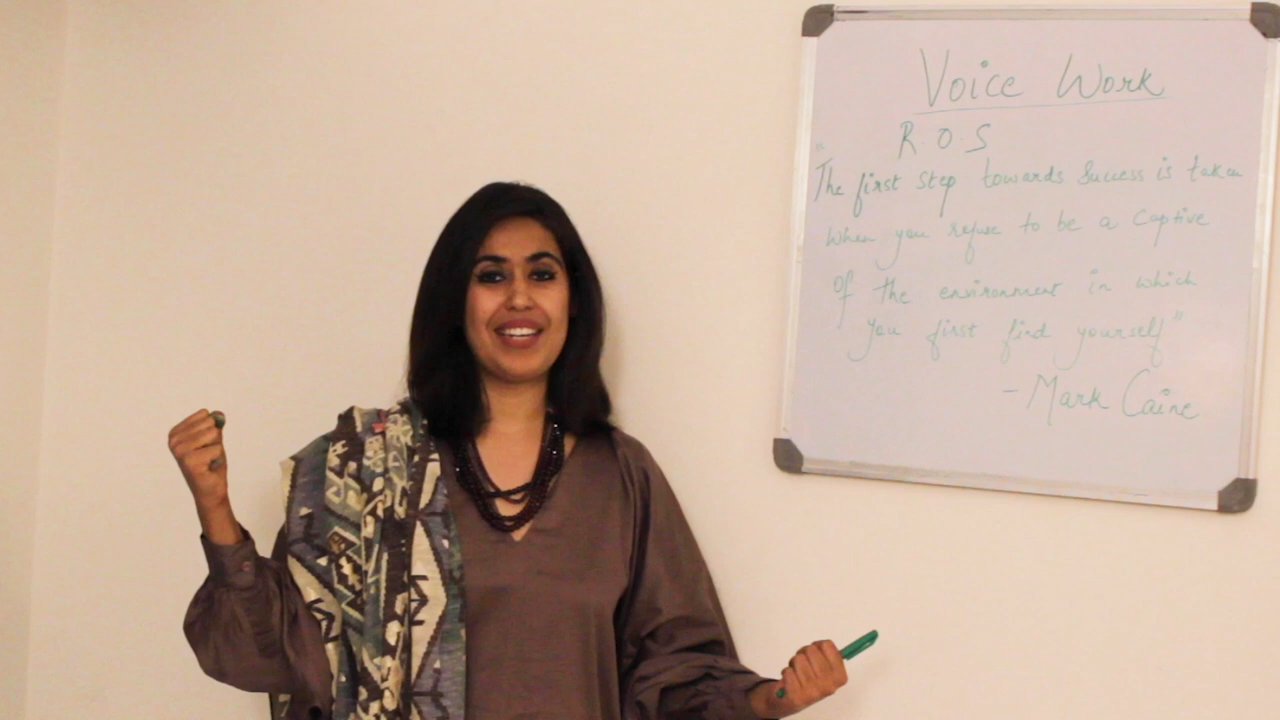 Voice Work
R.O.S
"The first step towards Success is taken
When you refuse to be a Captive
Of the environment in which
You first find yourself"
- Mark Caine